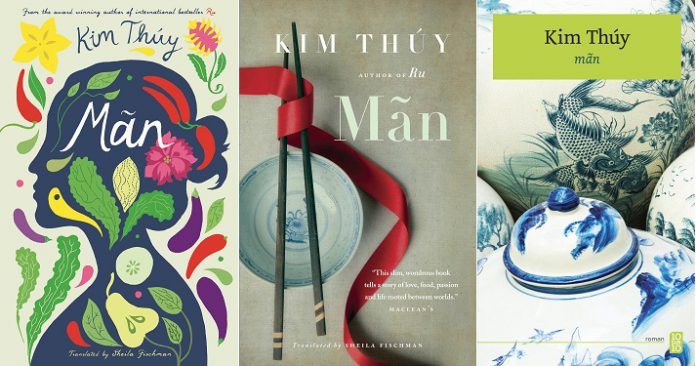 From the award winning author of international bestseller Ru
Kim Thúy
Mãn
Translated by Sheila Fischman
KIM THÚY
AUTHOR OF Ru
Mãn
"This slim, wondrous book
tells a story of love, food, passion
and life rooted between worlds."
MACLEAN'S
Translated by SHEILA FISCHMAN
Kim Thúy
mãn
roman
10
18